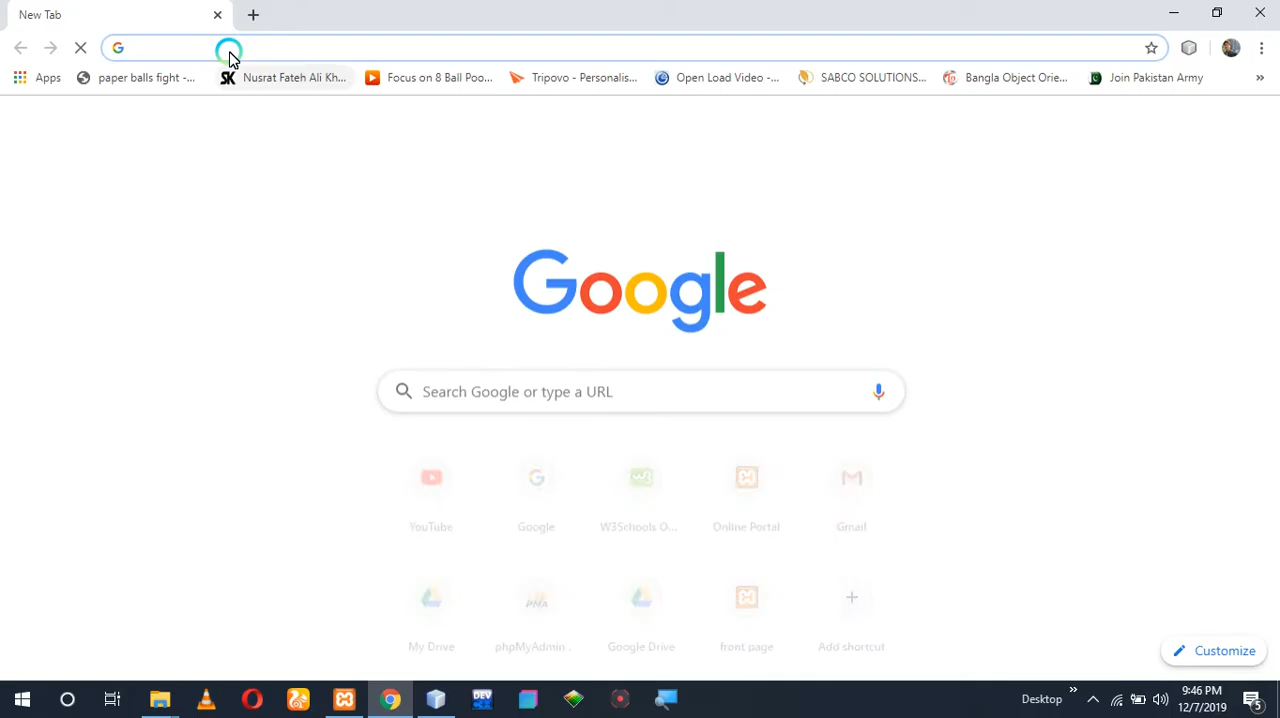 New Tab
Apps
paper balls fight -...
SK
Nusrat Fateh Ali Kh...
Focus on 8 Ball Poo...
Tripovo - Personalis...
Open Load Video -...
SABCO SOLUTIONS...
Bangla Object Orie...
Join Pakistan Army
»
Google
Search Google or type a URL
YouTube
Google
W3Schools O...
Online Portal
Gmail
My Drive
phpMyAdmin .
Google Drive
front page
Add shortcut
Customize
DEV
Desktop
9:46 PM
12/7/2019
5